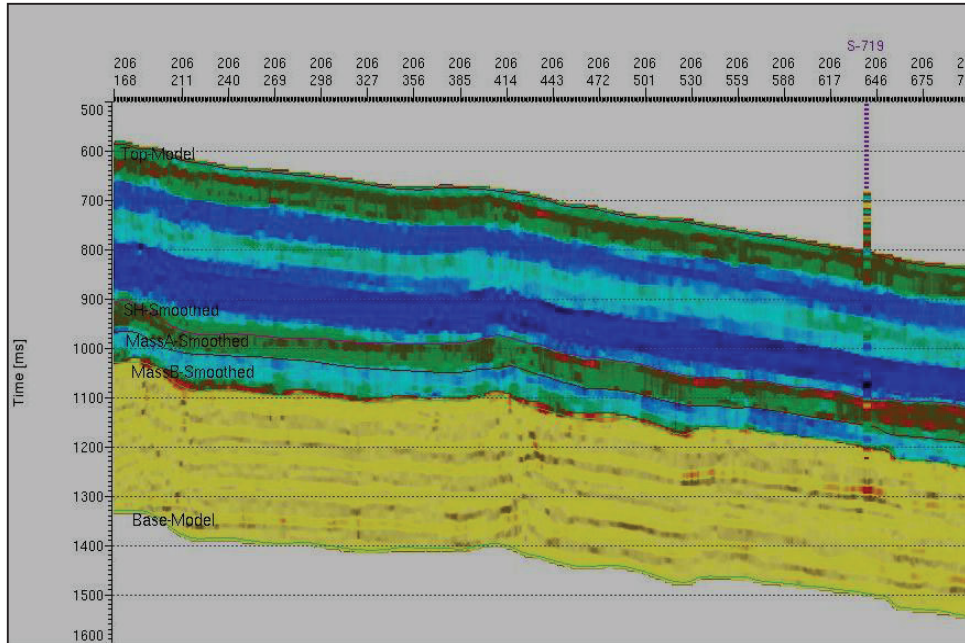 S-719
206 206 206 206 206 206 206 206 206 206 206 206 206 206 206 206 206 206 20
168 211 240 269 298 327 356 385 414 443 472 501 530 559 588 617 646 675 7
500
600
Top-Model
700
800
900
SH-Smoothed
MassA-Smoothed
1000
MassB-Smoothed
1100
1200
1300
Base-Model
1400
1500
1600
Time [ms]